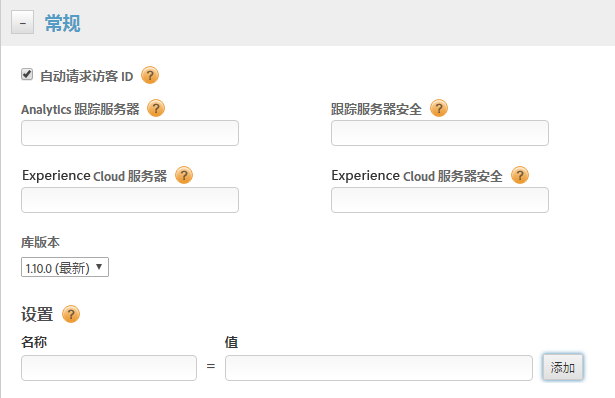 - 常规
自动请求访客 ID ?
Analytics 跟踪服务器 ? 跟踪服务器安全 ?
Experience Cloud 服务器 ? Experience Cloud 服务器安全 ?
库版本
1.10.0 (最新)
设置 ?
名称 值
= 添加